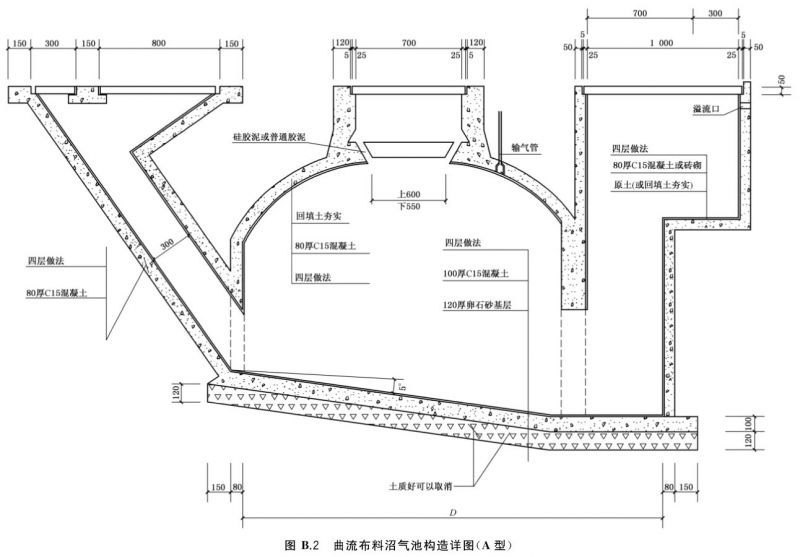 700
300
150
300
150
800
150
120
700
120
5
25
25
5
50
5
1 000
5
50
25
25
50
溢流口
硅胶泥或普通胶泥
输气管
四层做法
80厚C15混凝土或砖砌
原土(或回填土夯实)
上600
下550
回填土夯实
80厚C15混凝土
四层做法
四层做法
100厚C15混凝土
120厚卵石砂基层
300
四层做法
80厚C15混凝土
5°
120
100
120
土质好可以取消
150
80
80
150
D
图 B.2 曲流布料沼气池构造详图(A 型)